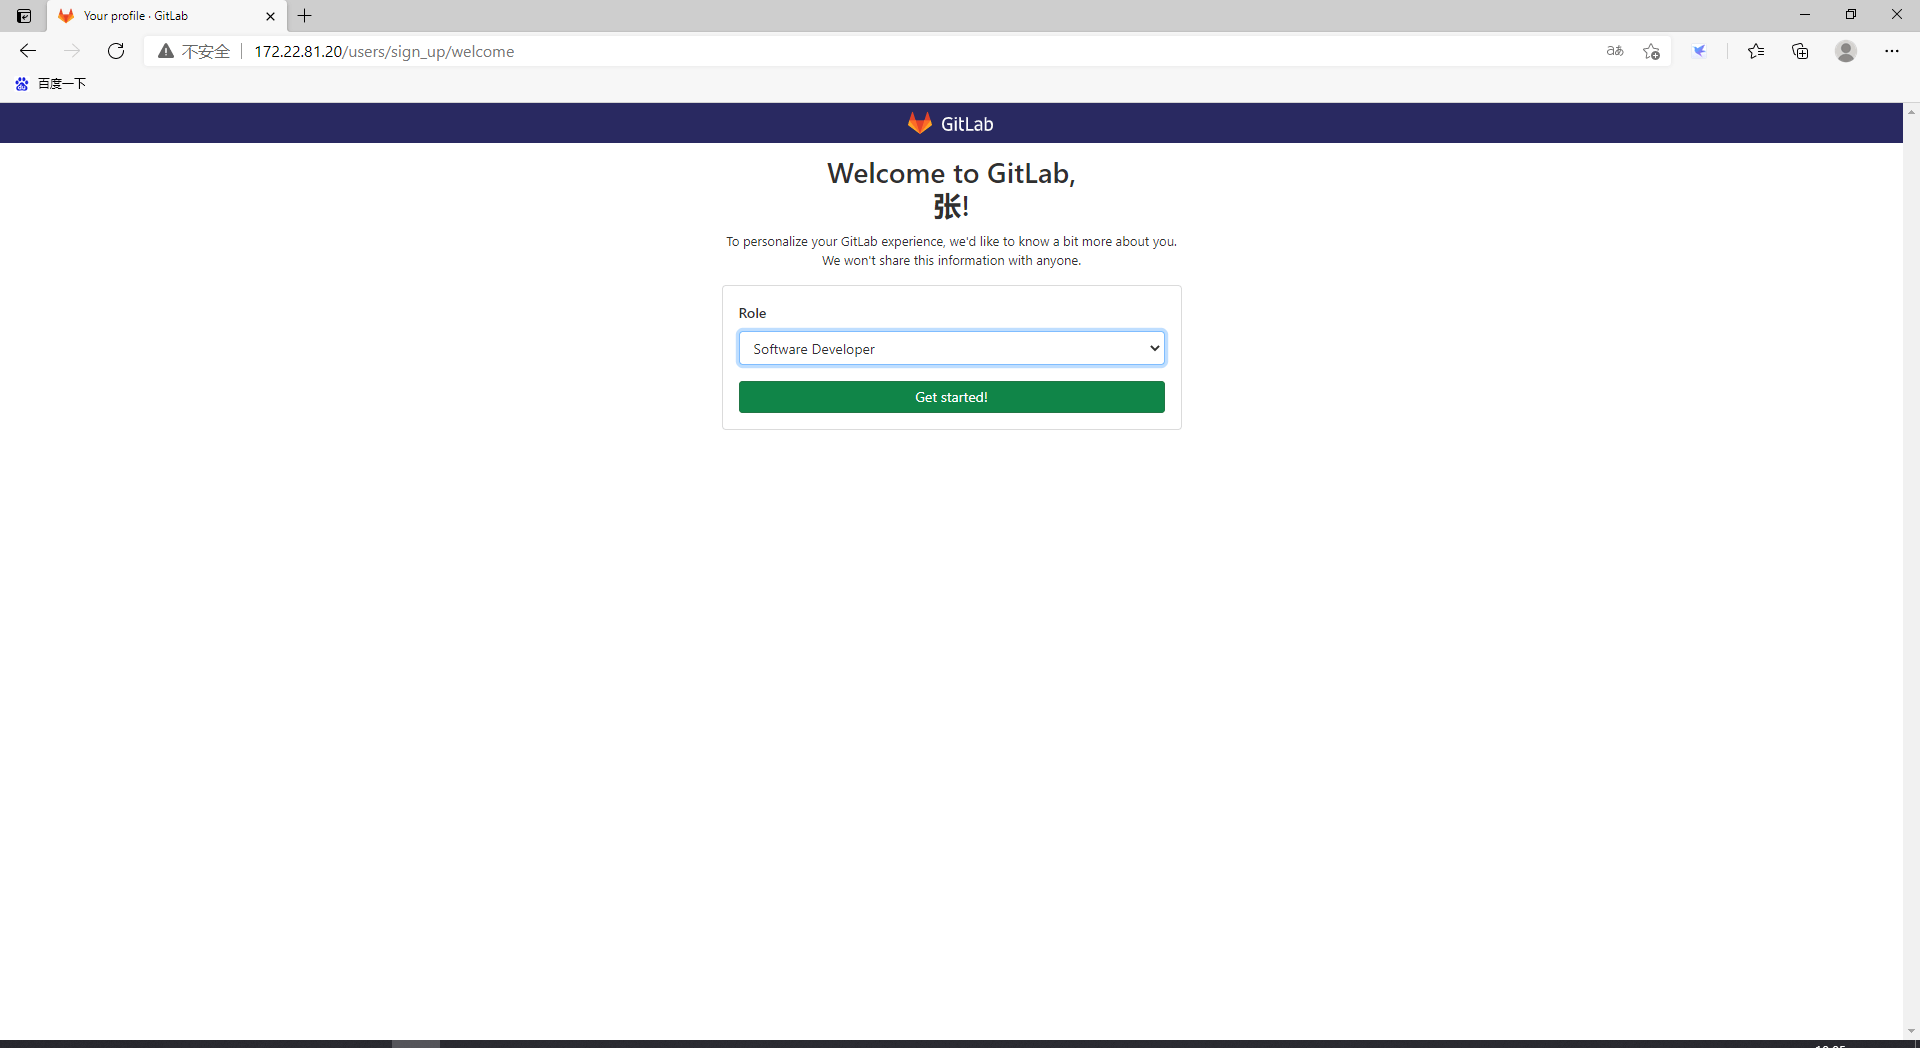 Your profile · GitLab
不安全
172.22.81.20/users/sign_up/welcome
aあ
百度一下
GitLab
Welcome to GitLab,
张!
To personalize your GitLab experience, we'd like to know a bit more about you.
We won't share this information with anyone.
Role
Software Developer
Get started!